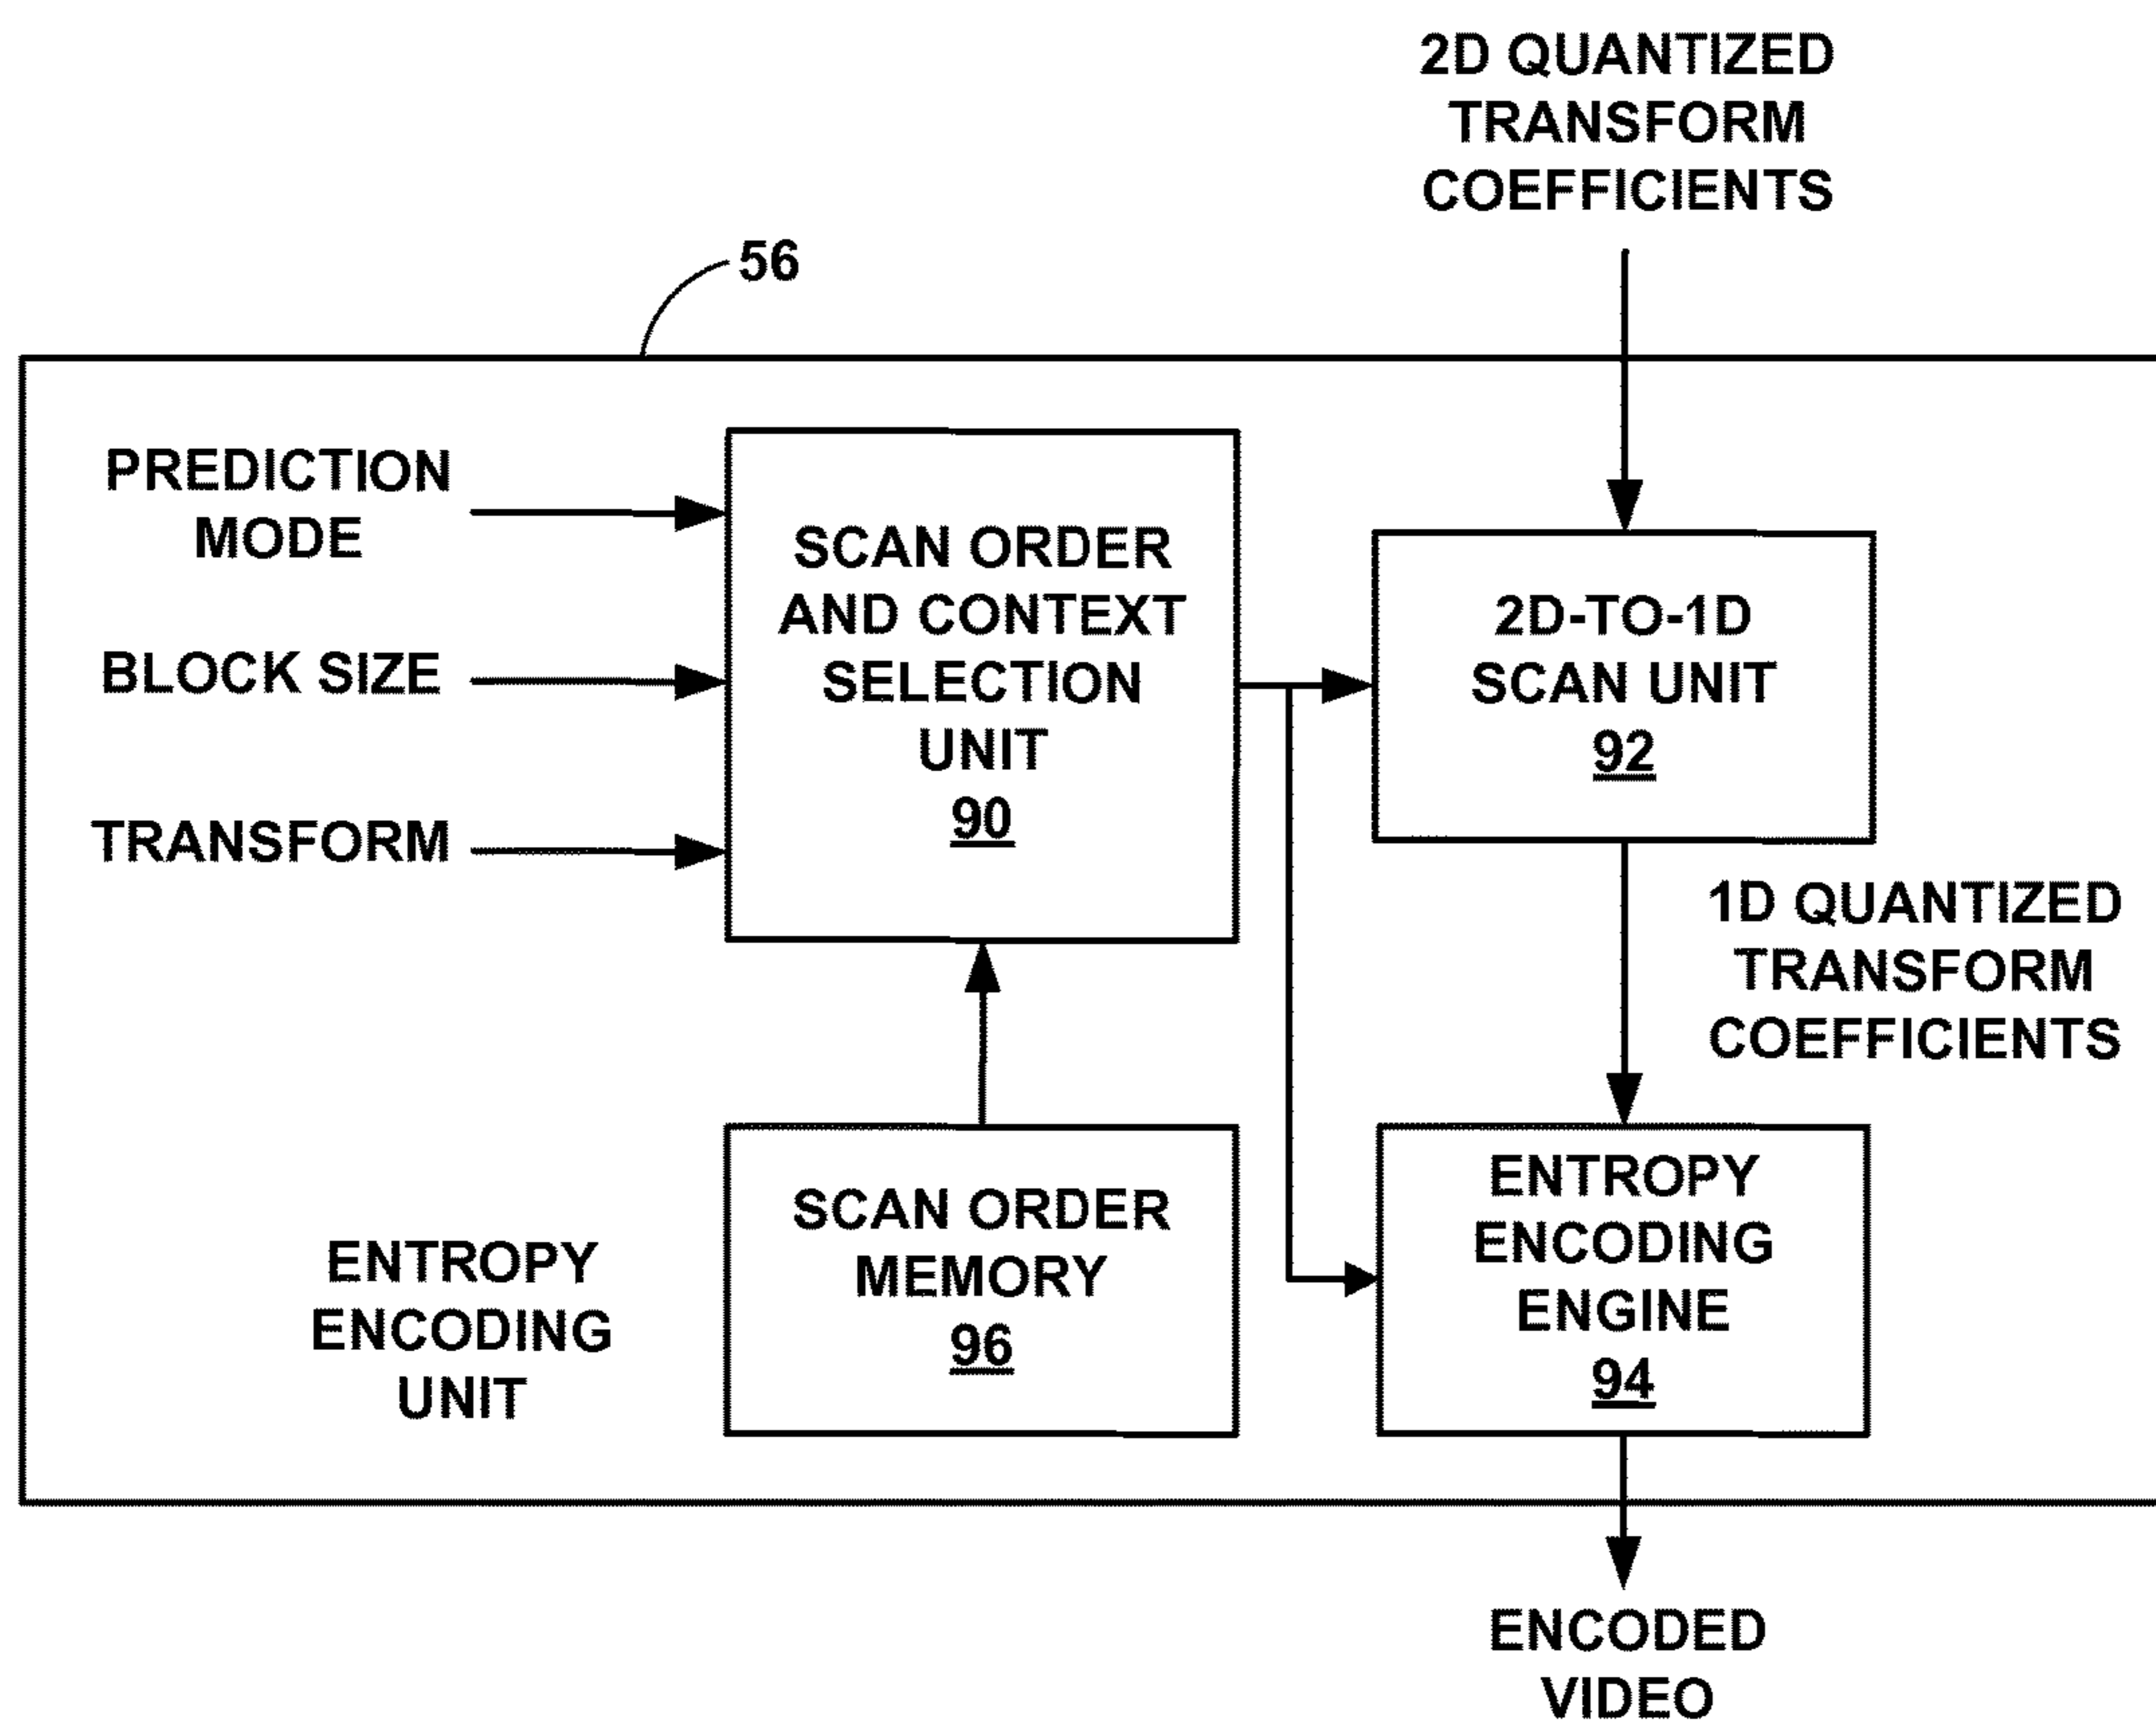 2D QUANTIZED
TRANSFORM
COEFFICIENTS
56
PREDICTION
MODE
BLOCK SIZE
TRANSFORM
SCAN ORDER
AND CONTEXT
SELECTION
UNIT
90
2D-TO-1D
SCAN UNIT
92
1D QUANTIZED
TRANSFORM
COEFFICIENTS
ENTROPY
ENCODING
UNIT
SCAN ORDER
MEMORY
96
ENTROPY
ENCODING
ENGINE
94
ENCODED
VIDEO